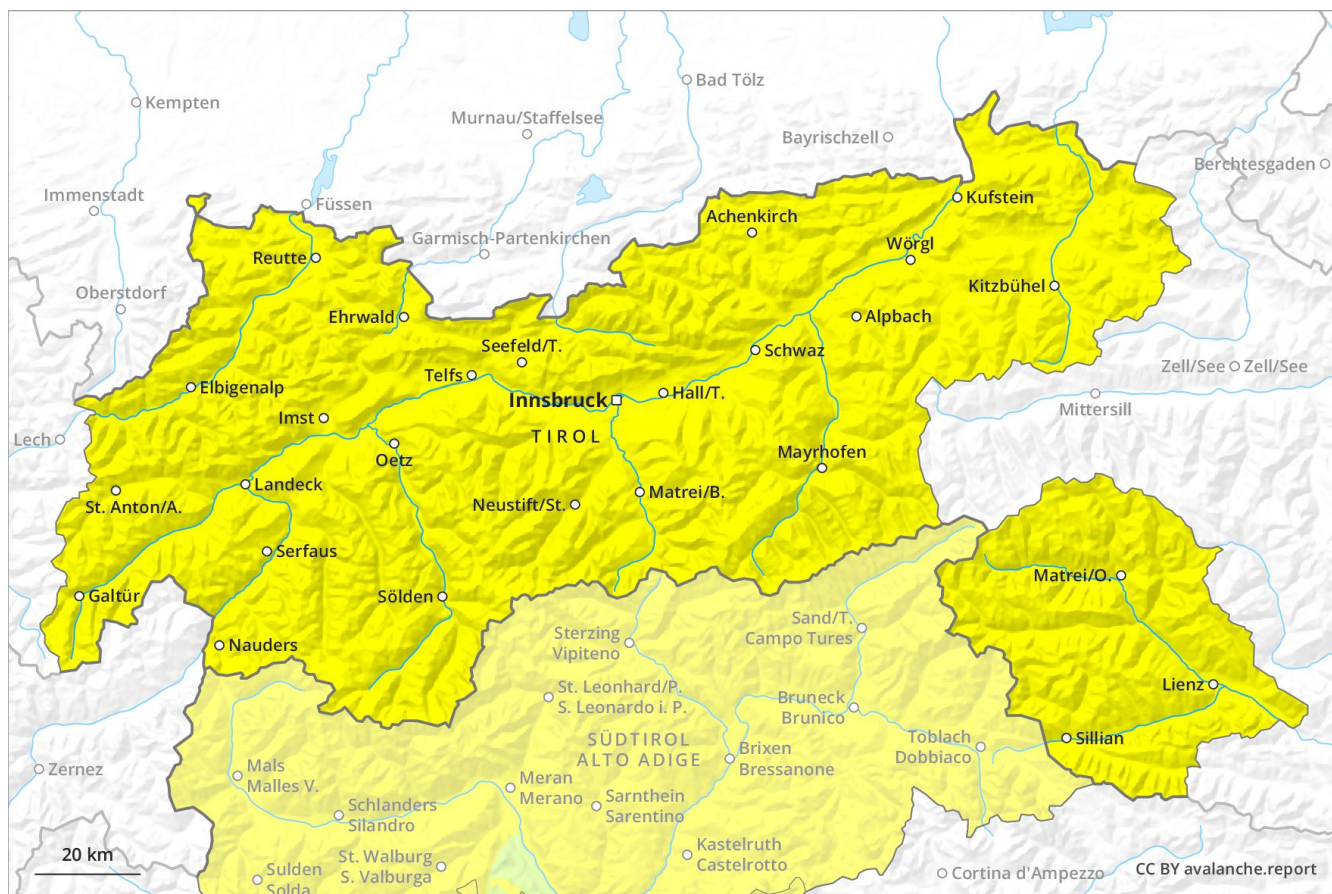 Bad Tölz
Kempten
Murnau/Staffelsee
Bayrischzell
Berchtesgaden
Immenstadt
Füssen
Kufstein
Achenkirch
Garmisch-Partenkirchen
Wörgl
Reutte
Oberstdorf
Kitzbühel
Ehrwald
Alpbach
Seefeld/T.
Schwaz
Telfs
Zell/See
Zell/See
Elbigenalp
Innsbruck
Hall/T.
Mittersill
Imst
TIROL
Lech
Oetz
Mayrhofen
Landeck
St. Anton/A.
Neustift/St.
Matrei/B.
Serfaus
Matrei/O.
Galtür
Sölden
Sand/T.
Campo Tures
Sterzing
Vipiteno
Nauders
Lienz
St. Leonhard/P.
S. Leonardo i. P.
Bruneck
Brunico
SÜDTIROL
ALTO ADIGE
Toblach
Dobbiaco
Sillian
Brixen
Bressanone
Zernez
Mals
Malles V.
Meran
Merano
Schlanders
Silandro
Sarnthein
Sarentino
Kastelruth
Castelrotto
20 km
St. Walburg
S. Valburga
Sulden
Solda
Cortina d'Ampezzo
CC BY avalanche.report